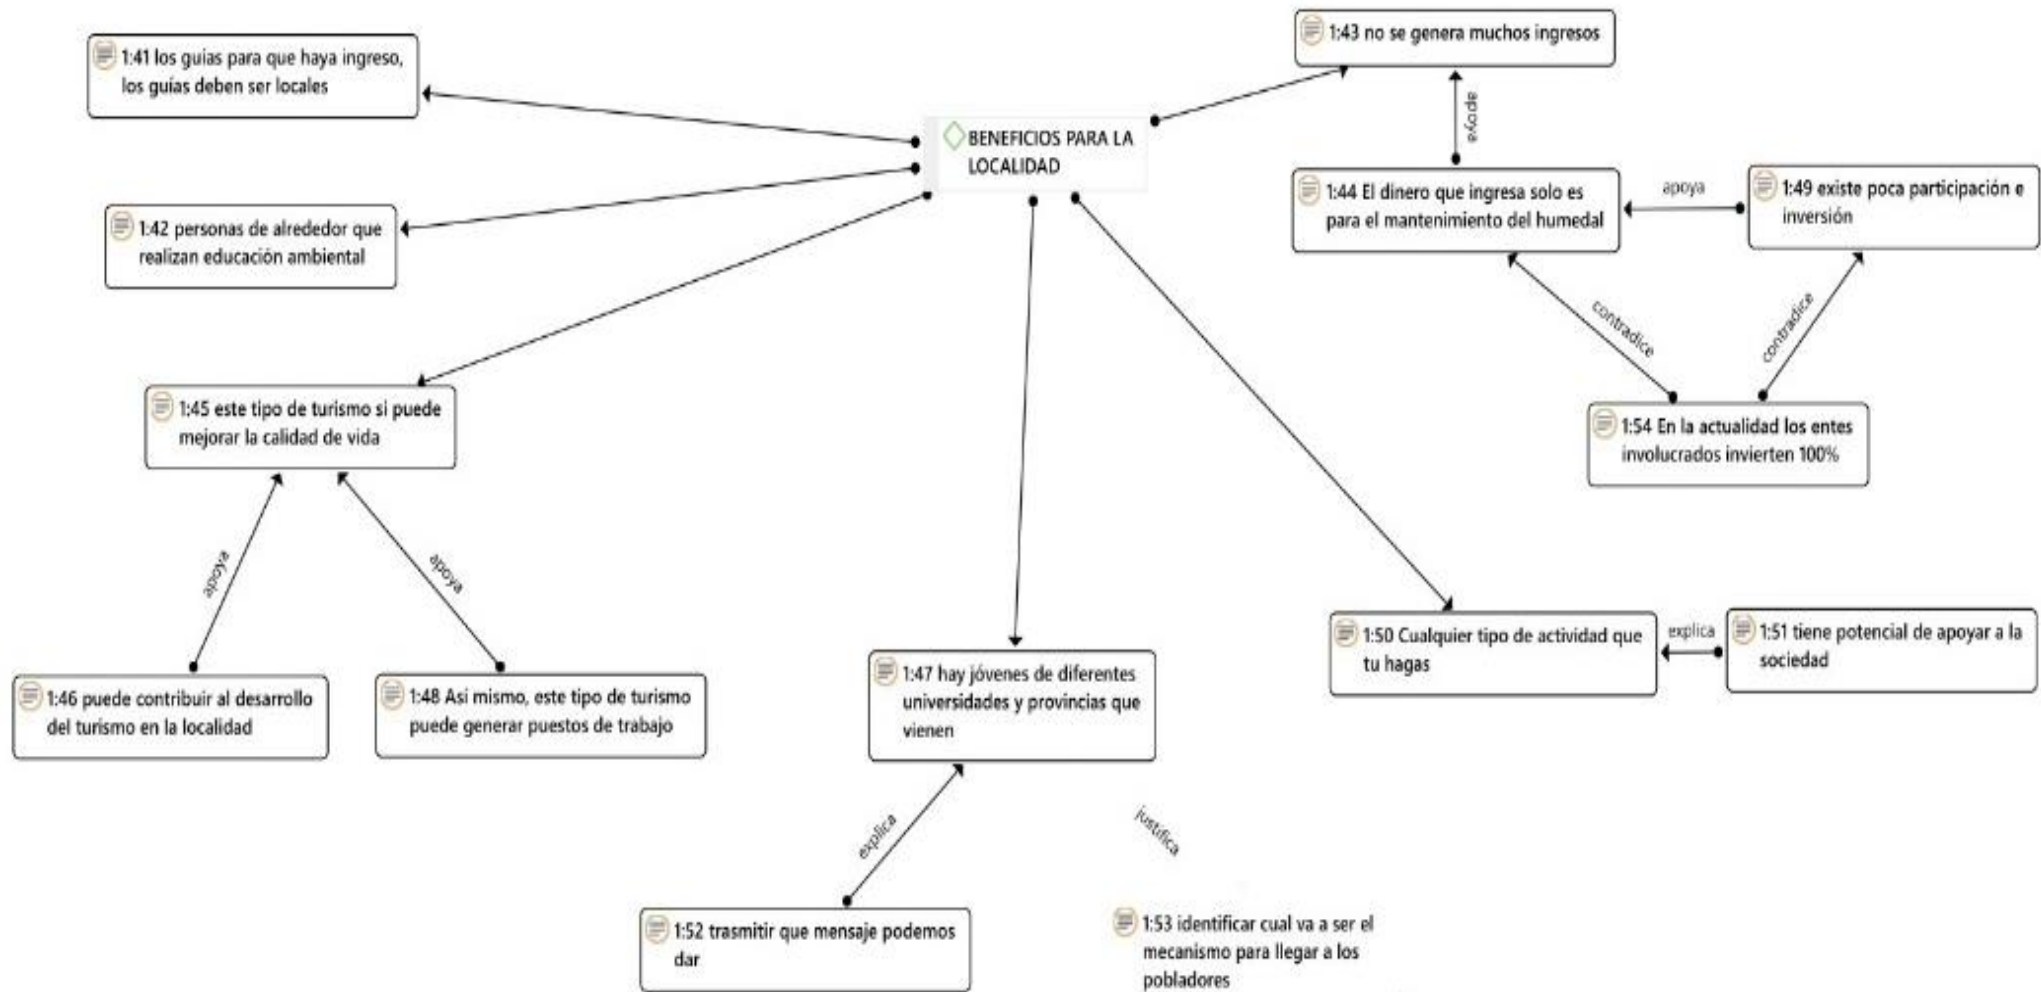 1:41 los guias para que haya ingreso,
los guías deben ser locales
1:43 no se genera muchos ingresos
BENEFICIOS PARA LA
LOCALIDAD
apoya
1:42 personas de alrededor que
realizan educación ambiental
1:44 El dinero que ingresa solo es
para el mantenimiento del humedal
apoya
1:49 existe poca participación e
inversión
contradice
contradice
1:45 este tipo de turismo si puede
mejorar la calidad de vida
1:54 En la actualidad los entes
involucrados invierten 100%
apoya
apoya
1:46 puede contribuir al desarrollo
del turismo en la localidad
1:48 Asi mismo, este tipo de turismo
puede generar puestos de trabajo
1:47 hay jóvenes de diferentes
universidades y provincias que
vienen
1:50 Cualquier tipo de actividad que
tu hagas
explica
1:51 tiene potencial de apoyar a la
sociedad
explica
justifica
1:52 trasmitir que mensaje podemos
dar
1:53 identificar cual va a ser el
mecanismo para llegar a los
pobladores